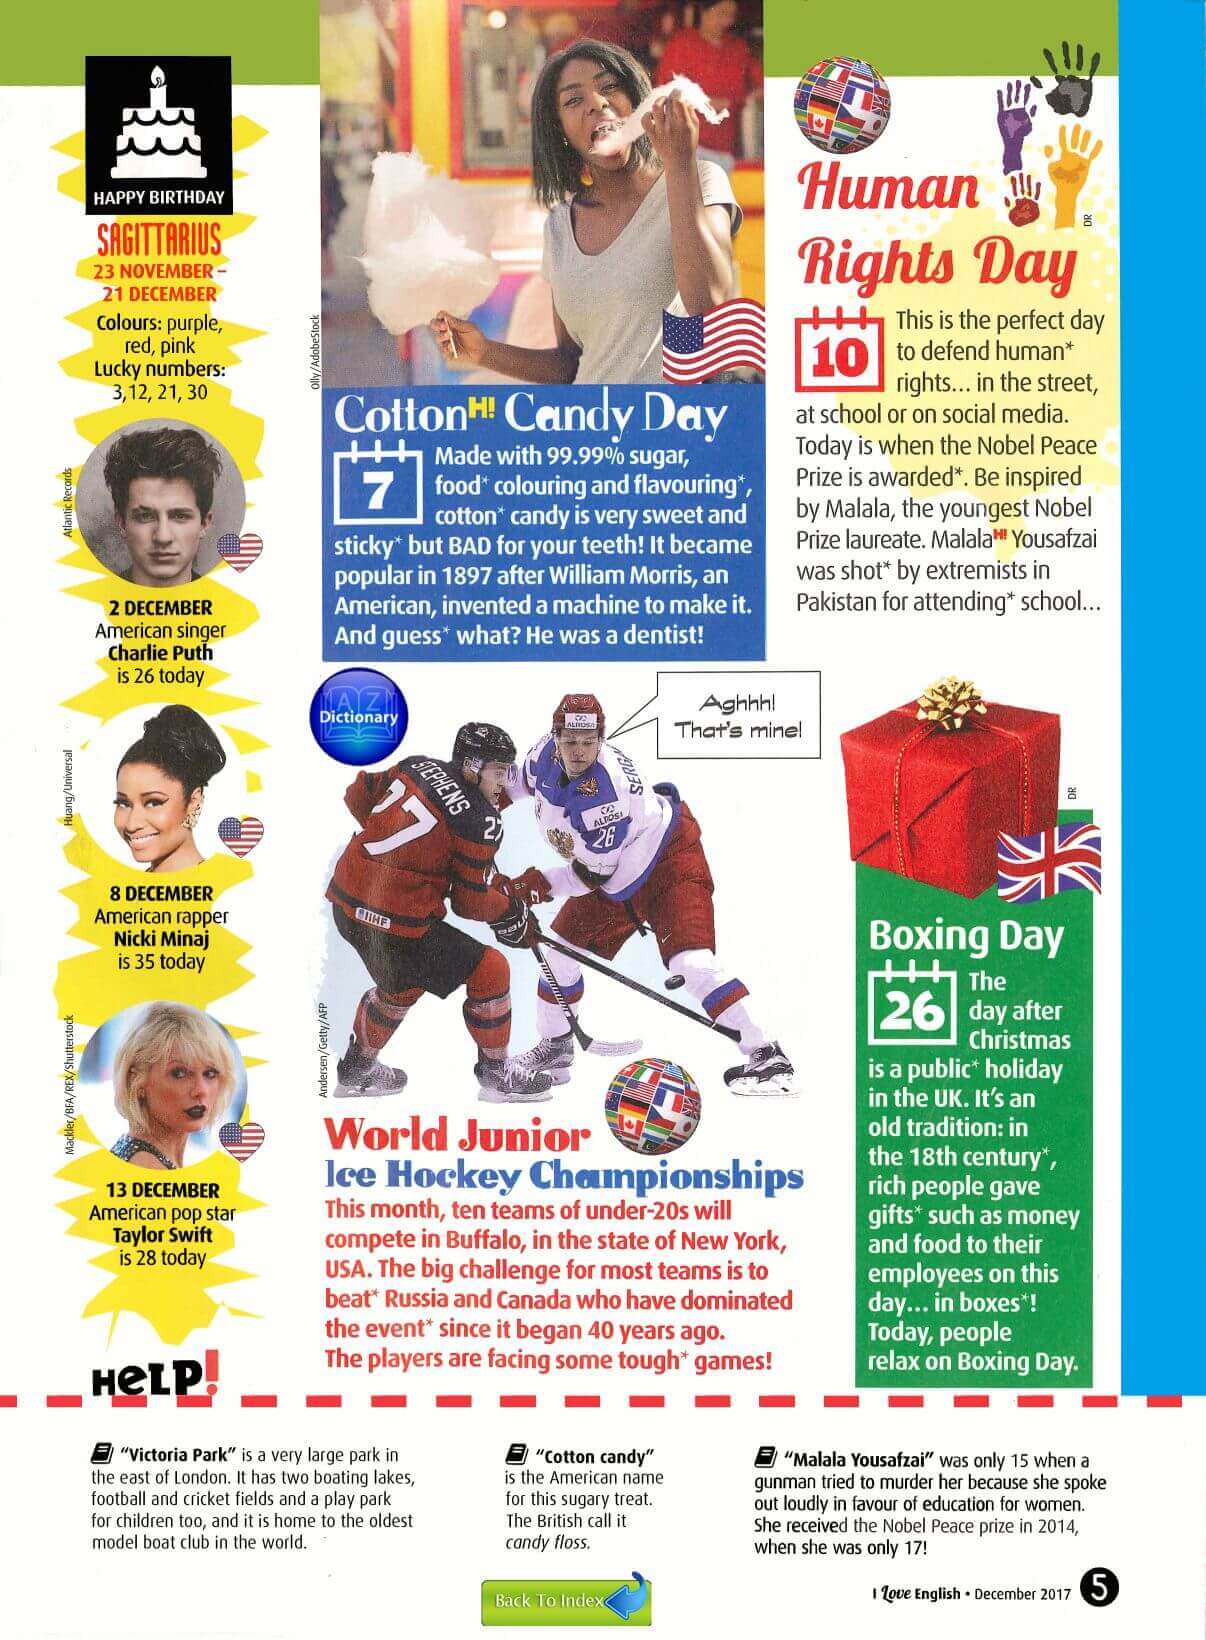 HAPPY BIRTHDAY
SAGITTARIUS
23 NOVEMBER –
21 DECEMBER
Colours: purple,
red, pink
Lucky numbers:
3,12, 21, 30
Atlantic Records
2 DECEMBER
American singer
Charlie Puth
is 26 today
Huang/Universal
8 DECEMBER
American rapper
Nicki Minaj
is 35 today
Mackler/BFA/REX/Shutterstock
13 DECEMBER
American pop star
Taylor Swift
is 28 today
Olly/AdobeStock
Cotton H! Candy Day
7
Made with 99.99% sugar,
food* colouring and flavouring*,
cotton* candy is very sweet and
sticky* but BAD for your teeth! It became
popular in 1897 after William Morris, an
American, invented a machine to make it.
And guess* what? He was a dentist!
DR
Human
Rights Day
10
This is the perfect day
to defend human*
rights... in the street,
at school or on social media.
Today is when the Nobel Peace
Prize is awarded*. Be inspired
by Malala, the youngest Nobel
Prize laureate. Malala H! Yousafzai
was shot* by extremists in
Pakistan for attending* school...
A Z
Dictionary
Aghhh!
That's mine!
STEPHENS
27
27
IIHF
ALROSA
SERGA
26
Andersen/Getty/AFP
World Junior
Ice Hockey Championships
This month, ten teams of under-20s will
compete in Buffalo, in the state of New York,
USA. The big challenge for most teams is to
beat* Russia and Canada who have dominated
the event* since it began 40 years ago.
The players are facing some tough* games!
DR
Boxing Day
26
The
day after
Christmas
is a public* holiday
in the UK. It's an
old tradition: in
the 18th century*,
rich people gave
gifts* such as money
and food to their
employees on this
day... in boxes*!
Today, people
relax on Boxing Day.
HeLP!
"Victoria Park" is a very large park in
the east of London. It has two boating lakes,
football and cricket fields and a play park
for children too, and it is home to the oldest
model boat club in the world.
"Cotton candy"
is the American name
for this sugary treat.
The British call it
candy floss.
"Malala Yousafzai" was only 15 when a
gunman tried to murder her because she spoke
out loudly in favour of education for women.
She received the Nobel Peace prize in 2014,
when she was only 17!
Back To Index
I Love English • December 2017 5